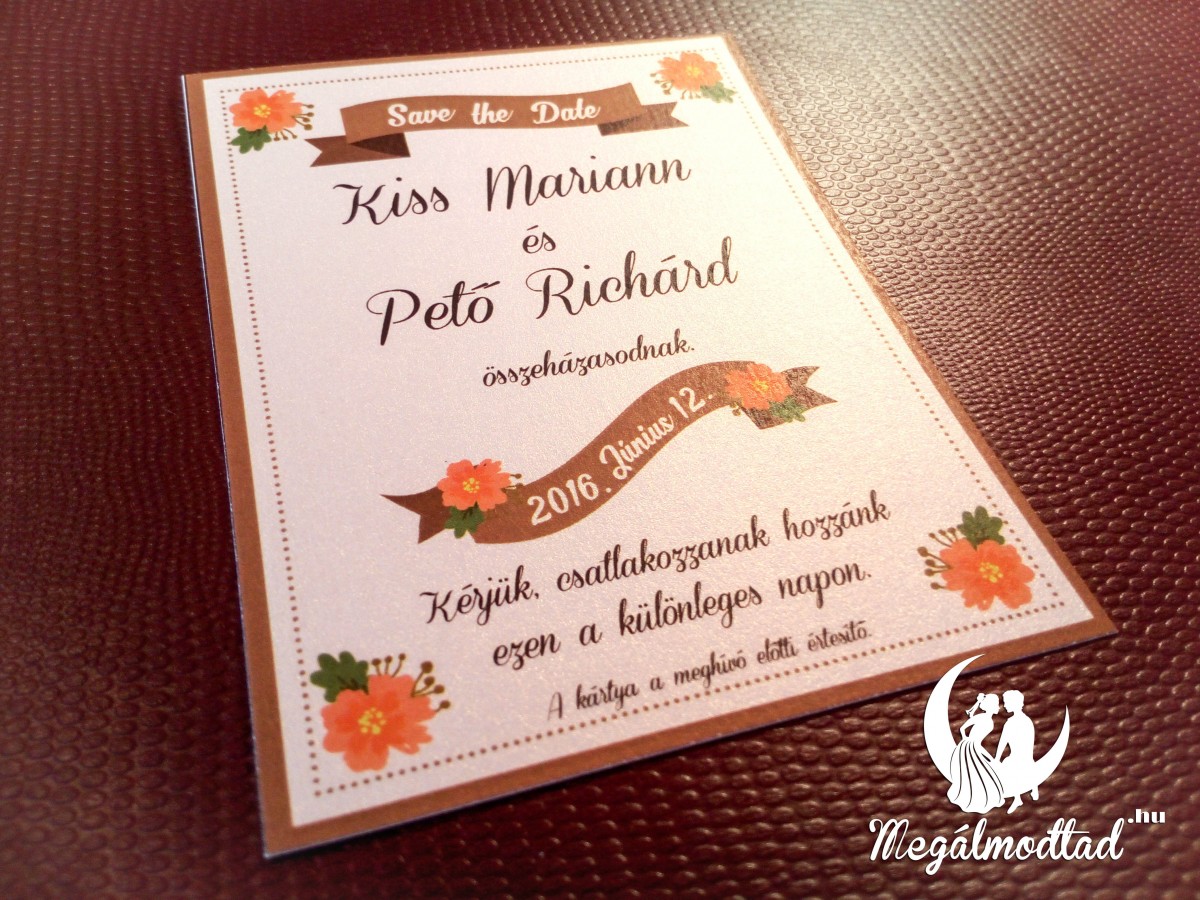 Save the Date
Kiss Mariann
és
Pető Richárd
összeházasodnak.
2016. Június 12.
Kérjük, csatlakozzanak hozzánk
ezen a különleges napon.
A kártya a meghívó előtti értesítő.
Megálmodtad.hu